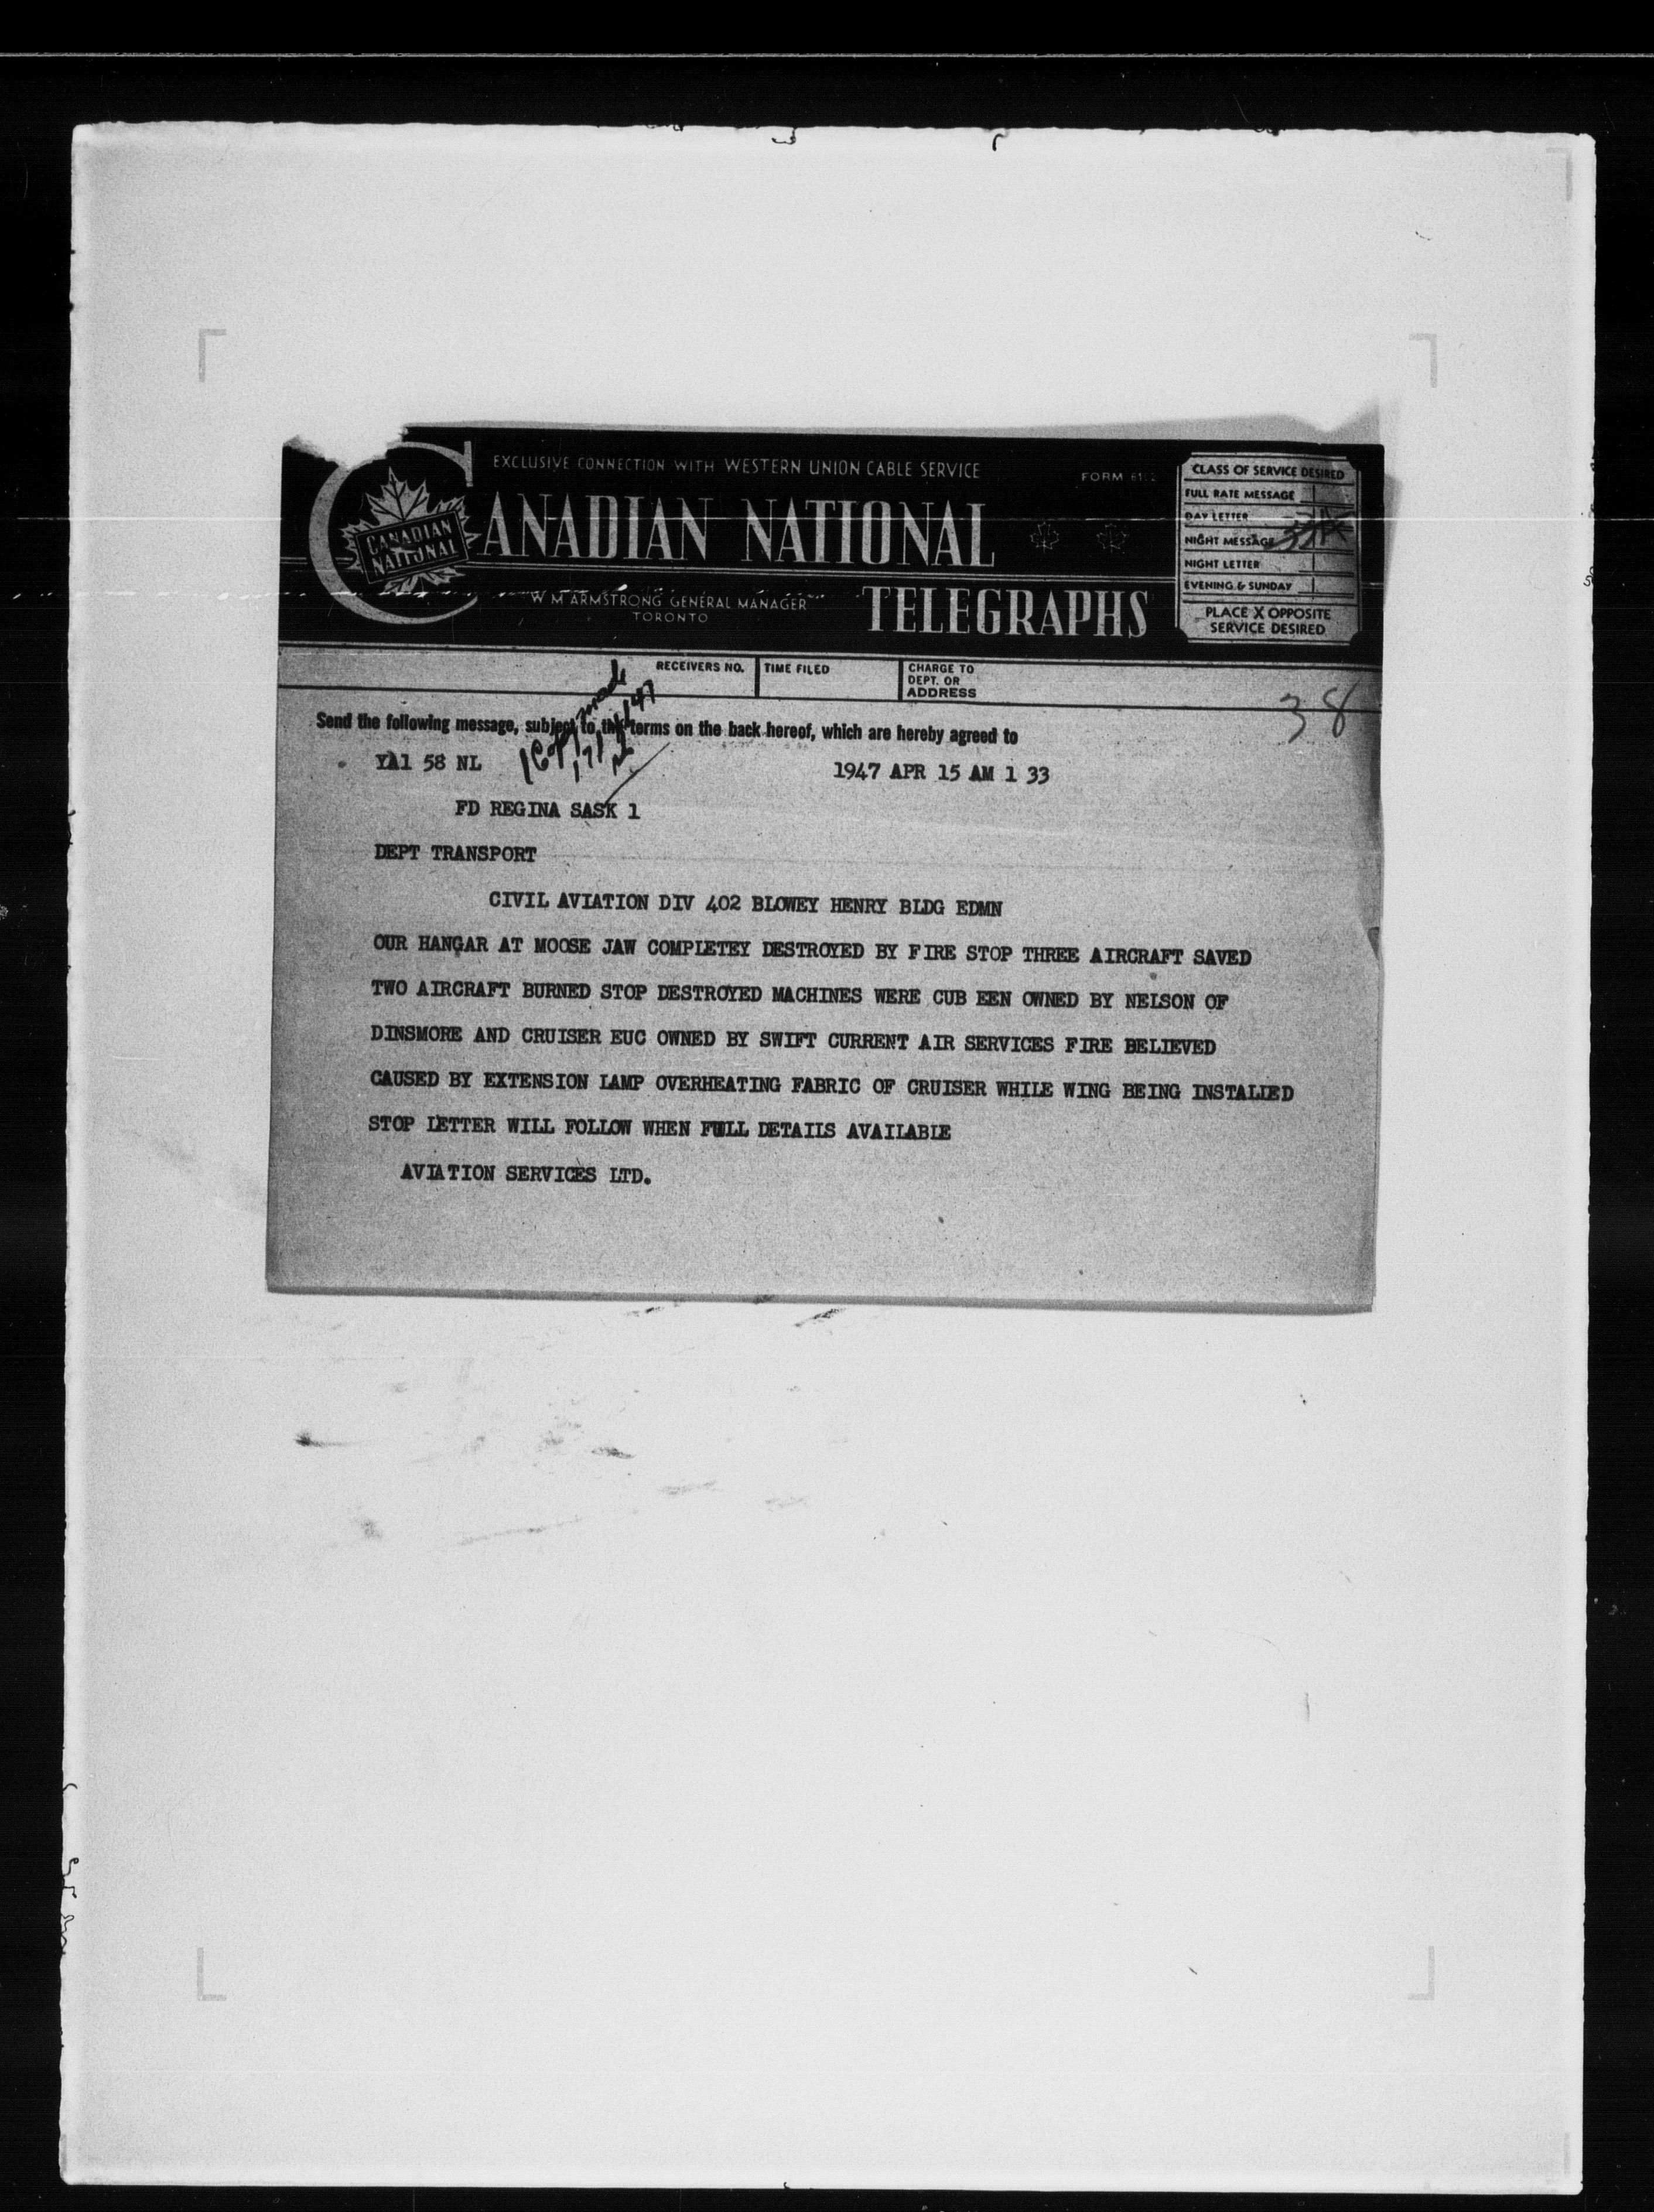 EXCLUSIVE CONNECTION WITH WESTERN UNION CABLE SERVICE
FORM 6102
CANADIAN NATIONAL
CANADIAN NATIONAL
TELEGRAPHS
W M ARMSTRONG GENERAL MANAGER
TORONTO
CLASS OF SERVICE DESIRED
FULL RATE MESSAGE
DAY LETTER
NIGHT MESSAGE
NIGHT LETTER
EVENING & SUNDAY
PLACE X OPPOSITE
SERVICE DESIRED
RECEIVERS NO.
TIME FILED
CHARGE TO
DEPT. OR
ADDRESS
38
Send the following message, subject to the terms on the back hereof, which are hereby agreed to
1 copy made
YA1 58 NL
1947 APR 15 AM 1 33
FD REGINA SASK 1
DEPT TRANSPORT
CIVIL AVIATION DIV 402 BLOWEY HENRY BLDG EDMN
OUR HANGAR AT MOOSE JAW COMPLETEY DESTROYED BY FIRE STOP THREE AIRCRAFT SAVED
TWO AIRCRAFT BURNED STOP DESTROYED MACHINES WERE CUB EEN OWNED BY NELSON OF
DINSMORE AND CRUISER EUC OWNED BY SWIFT CURRENT AIR SERVICES FIRE BELIEVED
CAUSED BY EXTENSION LAMP OVERHEATING FABRIC OF CRUISER WHILE WING BEING INSTALLED
STOP LETTER WILL FOLLOW WHEN FULL DETAILS AVAILABLE
AVIATION SERVICES LTD.